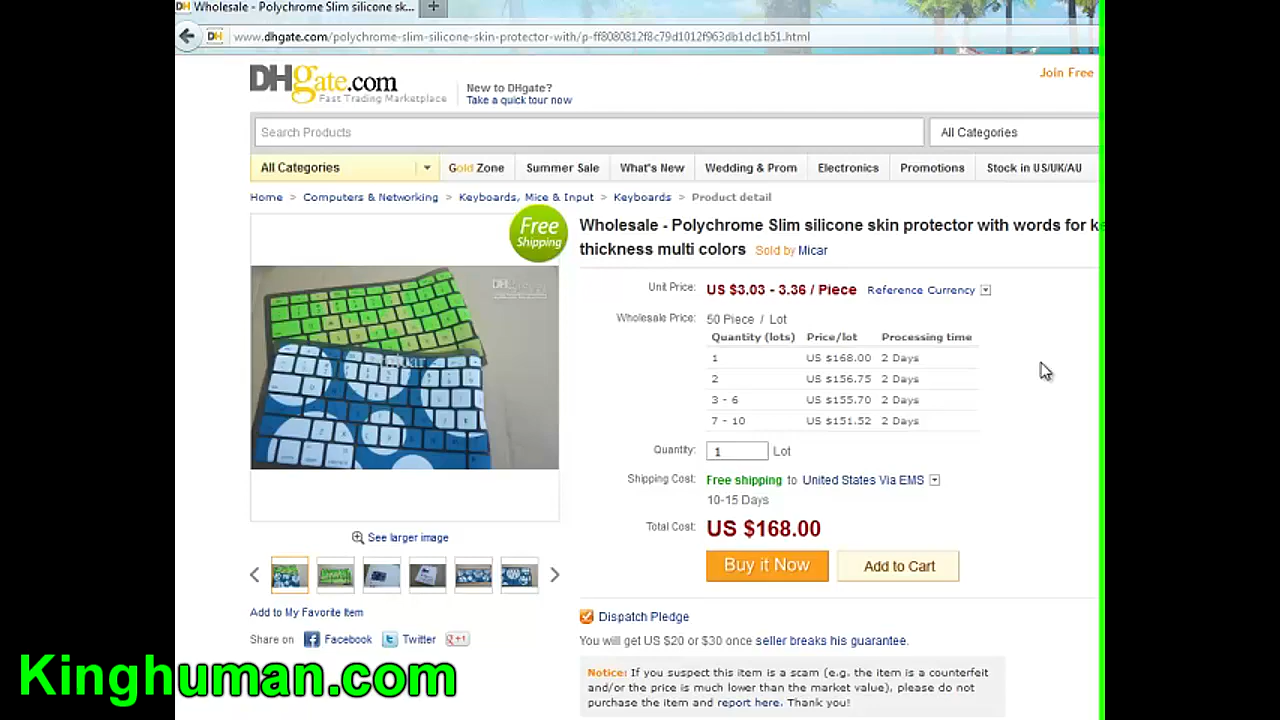 Wholesale - Polychrome Slim silicone sk...
www.dhgate.com/polychrome-slim-silicone-skin-protector-with/p-ff8080812f8c79d1012f963db1dc1b51.html
DHgate.com
Fast Trading Marketplace
New to DHgate?
Take a quick tour now
Join Free
Search Products
All Categories
All Categories
Gold Zone
Summer Sale
What's New
Wedding & Prom
Electronics
Promotions
Stock in US/UK/AU
Home > Computers & Networking > Keyboards, Mice & Input > Keyboards > Product detail
Free
Shipping
Wholesale - Polychrome Slim silicone skin protector with words for ke
thickness multi colors Sold by Micar
Unit Price: US $3.03 - 3.36 / Piece Reference Currency
Wholesale Price: 50 Piece / Lot
Quantity (lots) Price/lot Processing time
1 US $168.00 2 Days
2 US $156.75 2 Days
3 - 6 US $155.70 2 Days
7 - 10 US $151.52 2 Days
Quantity: 1 Lot
Shipping Cost: Free shipping to United States Via EMS
10-15 Days
Total Cost: US $168.00
Buy it Now
Add to Cart
See larger image
Add to My Favorite Item
Share on Facebook Twitter +1
Dispatch Pledge
You will get US $20 or $30 once seller breaks his guarantee.
Notice: If you suspect this item is a scam (e.g. the item is a counterfeit
and/or the price is much lower than the market value), please do not
purchase the item and report here. Thank you!
Kinghuman.com